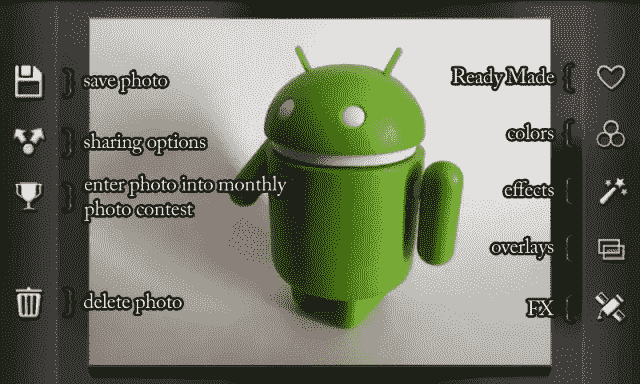 save photo
sharing options
enter photo into monthly
photo contest
delete photo
Ready Made
colors
effects
overlays
FX